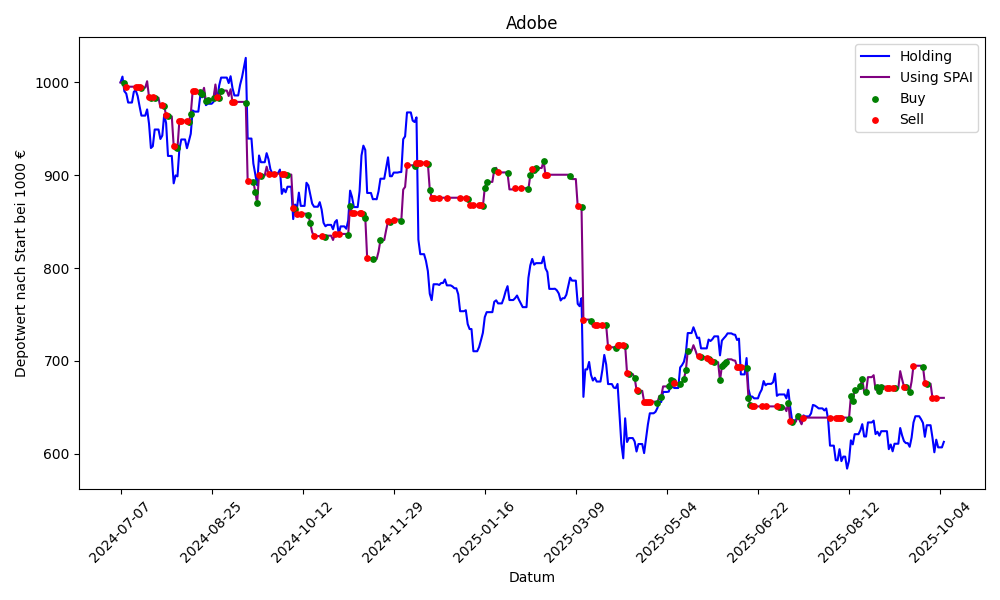 Adobe
Holding
Using SPAI
Buy
Sell
Depotwert nach Start bei 1000 €
1000
900
800
700
600
2024-07-07
2024-08-25
2024-10-12
2024-11-29
2025-01-16
2025-03-09
2025-05-04
2025-06-22
2025-08-12
2025-10-04
Datum